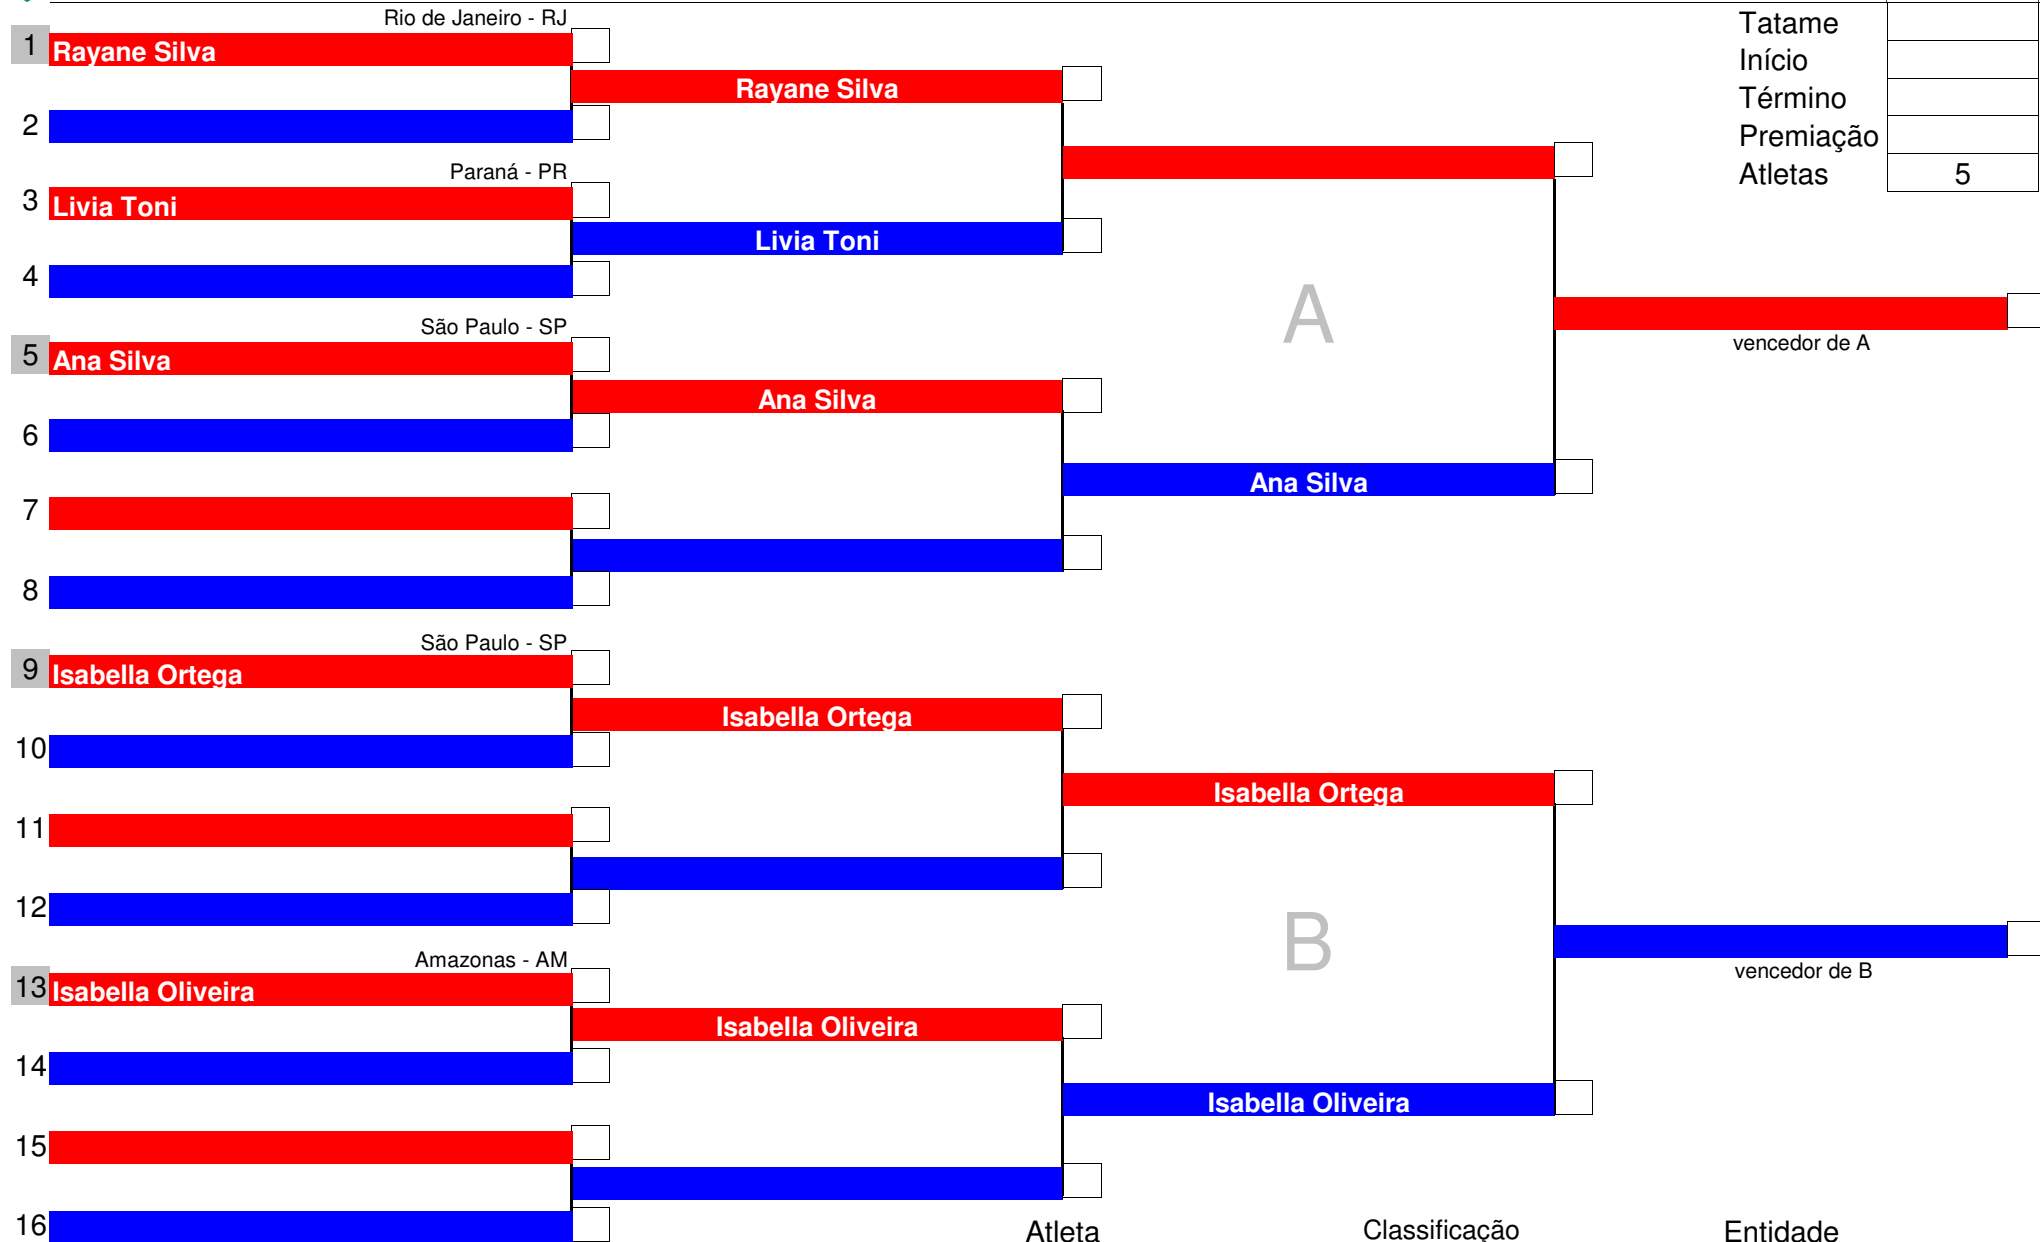 Rio de Janeiro - RJ
Tatame
1 Rayane Silva
Início
Rayane Silva
Término
2
Premiação
Paraná - PR
Atletas 5
3 Livia Toni
Livia Toni
4
A
São Paulo - SP
vencedor de A
5 Ana Silva
Ana Silva
6
Ana Silva
7
8
São Paulo - SP
9 Isabella Ortega
Isabella Ortega
10
Isabella Ortega
11
12
B
Amazonas - AM
vencedor de B
13 Isabella Oliveira
Isabella Oliveira
14
Isabella Oliveira
15
16
Atleta Classificação Entidade